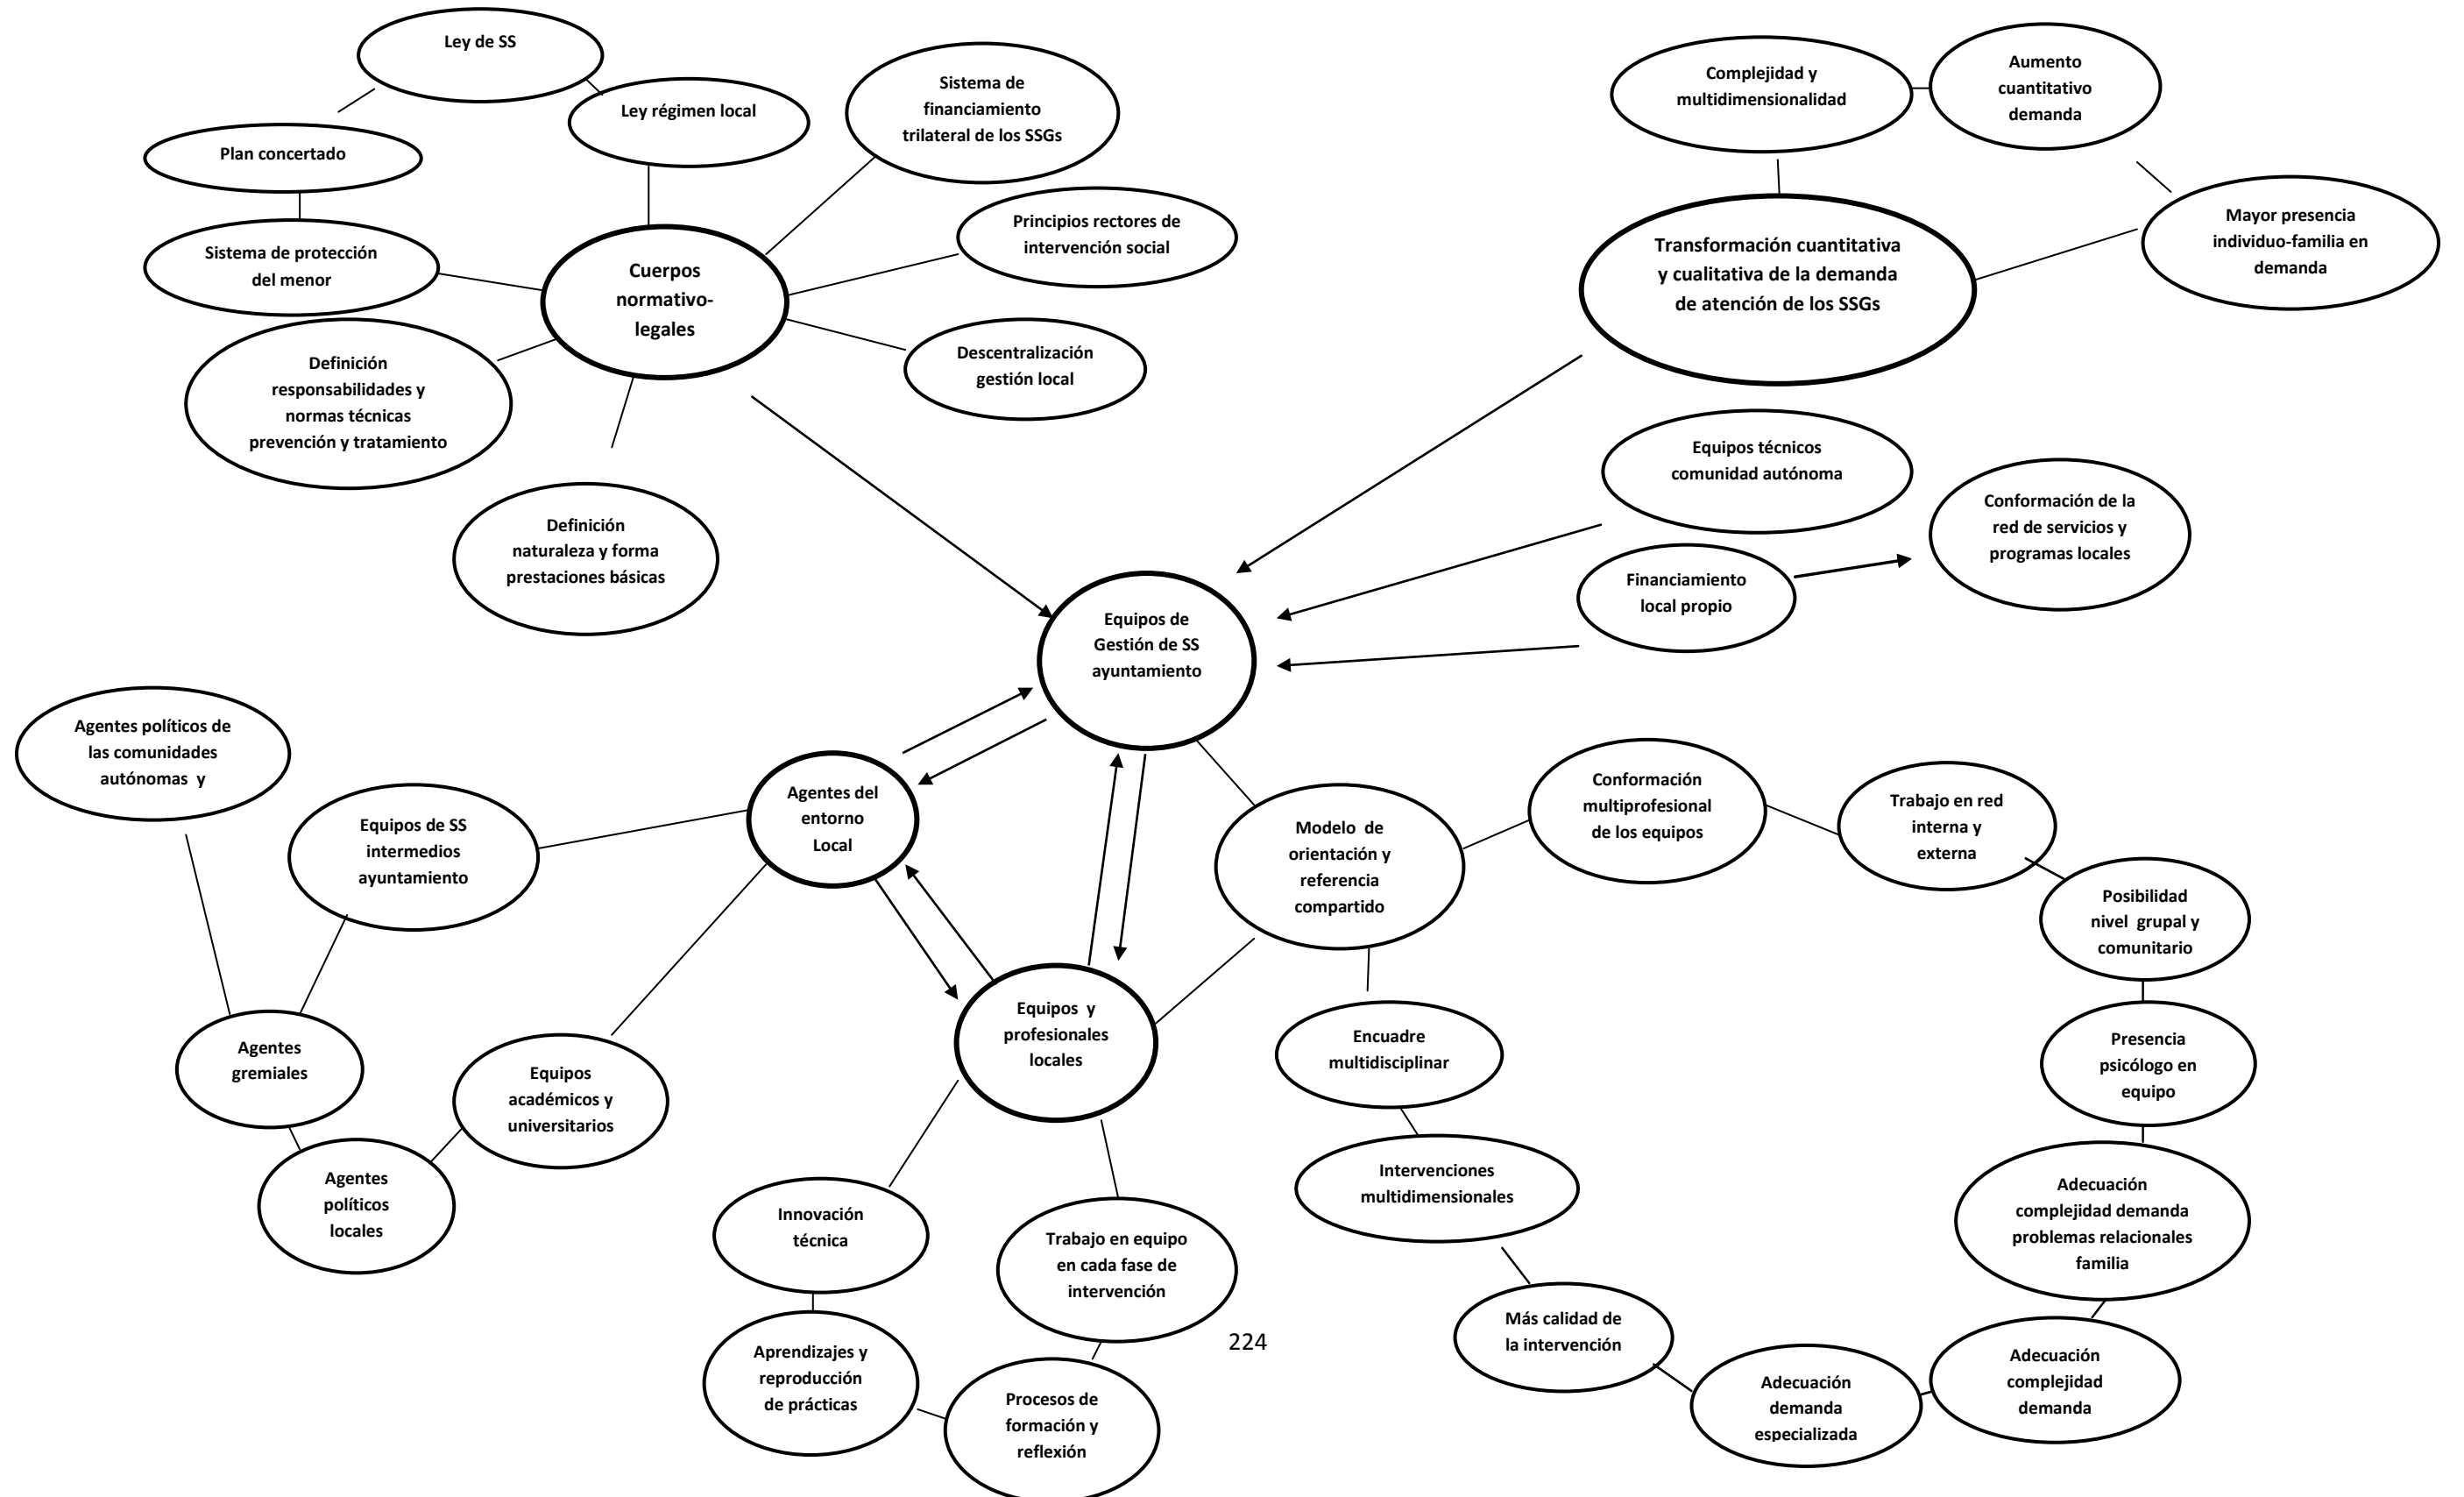 Ley de SS
Ley régimen local
Plan concertado
Sistema de protección
del menor
Sistema de
financiamiento
trilateral de los SSGs
Principios rectores de
intervención social
Cuerpos
normativo-
legales
Descentralización
gestión local
Definición
responsabilidades y
normas técnicas
prevención y tratamiento
Definición
naturaleza y forma
prestaciones básicas
Complejidad y
multidimensionalidad
Aumento
cuantitativo
demanda
Mayor presencia
individuo-familia en
demanda
Transformación cuantitativa
y cualitativa de la demanda
de atención de los SSGs
Equipos técnicos
comunidad autónoma
Conformación de la
red de servicios y
programas locales
Financiamiento
local propio
Equipos de
Gestión de SS
ayuntamiento
Agentes políticos de
las comunidades
autónomas y
Equipos de SS
intermedios
ayuntamiento
Agentes del
entorno
Local
Agentes
gremiales
Equipos
académicos y
universitarios
Agentes
políticos
locales
Equipos y
profesionales
locales
Innovación
técnica
Trabajo en equipo
en cada fase de
intervención
Aprendizajes y
reproducción
de prácticas
Procesos de
formación y
reflexión
Modelo de
orientación y
referencia
compartido
Conformación
multiprofesional
de los equipos
Trabajo en red
interna y
externa
Posibilidad
nivel grupal y
comunitario
Presencia
psicólogo en
equipo
Adecuación
complejidad demanda
problemas relacionales
familia
Adecuación
complejidad
demanda
Adecuación
demanda
especializada
Más calidad de
la intervención
Intervenciones
multidimensionales
Encuadre
multidisciplinar
224